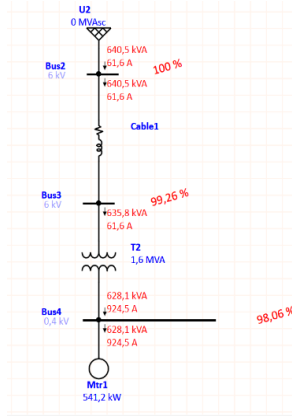 U2
0 MVAsc
640,5 kVA
61,6 A
Bus2
100 %
6 kV
640,5 kVA
61,6 A
Cable1
Bus3
99,26 %
6 kV
635,8 kVA
61,6 A
T2
1,6 MVA
628,1 kVA
924,5 A
Bus4
98,06 %
0,4 kV
628,1 kVA
924,5 A
Mtr1
541,2 kW